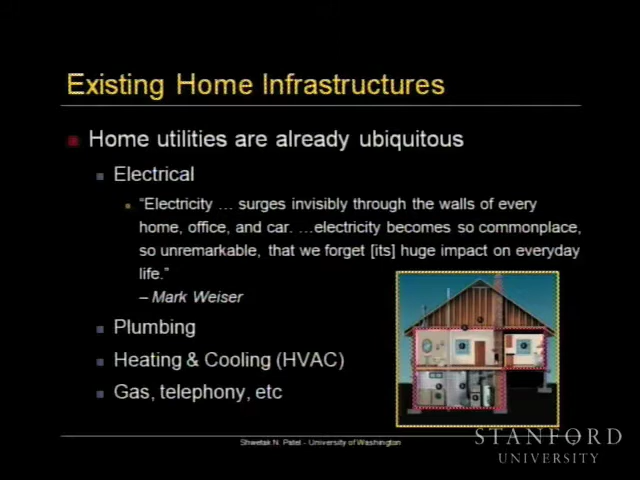 Existing Home Infrastructures
Home utilities are already ubiquitous
Electrical
“Electricity … surges invisibly through the walls of every
home, office, and car. …electricity becomes so commonplace,
so unremarkable, that we forget [its] huge impact on everyday
life.”
– Mark Weiser
Plumbing
Heating & Cooling (HVAC)
Gas, telephony, etc
Shwetak N. Patel - University of Washington
STANFORD
UNIVERSITY